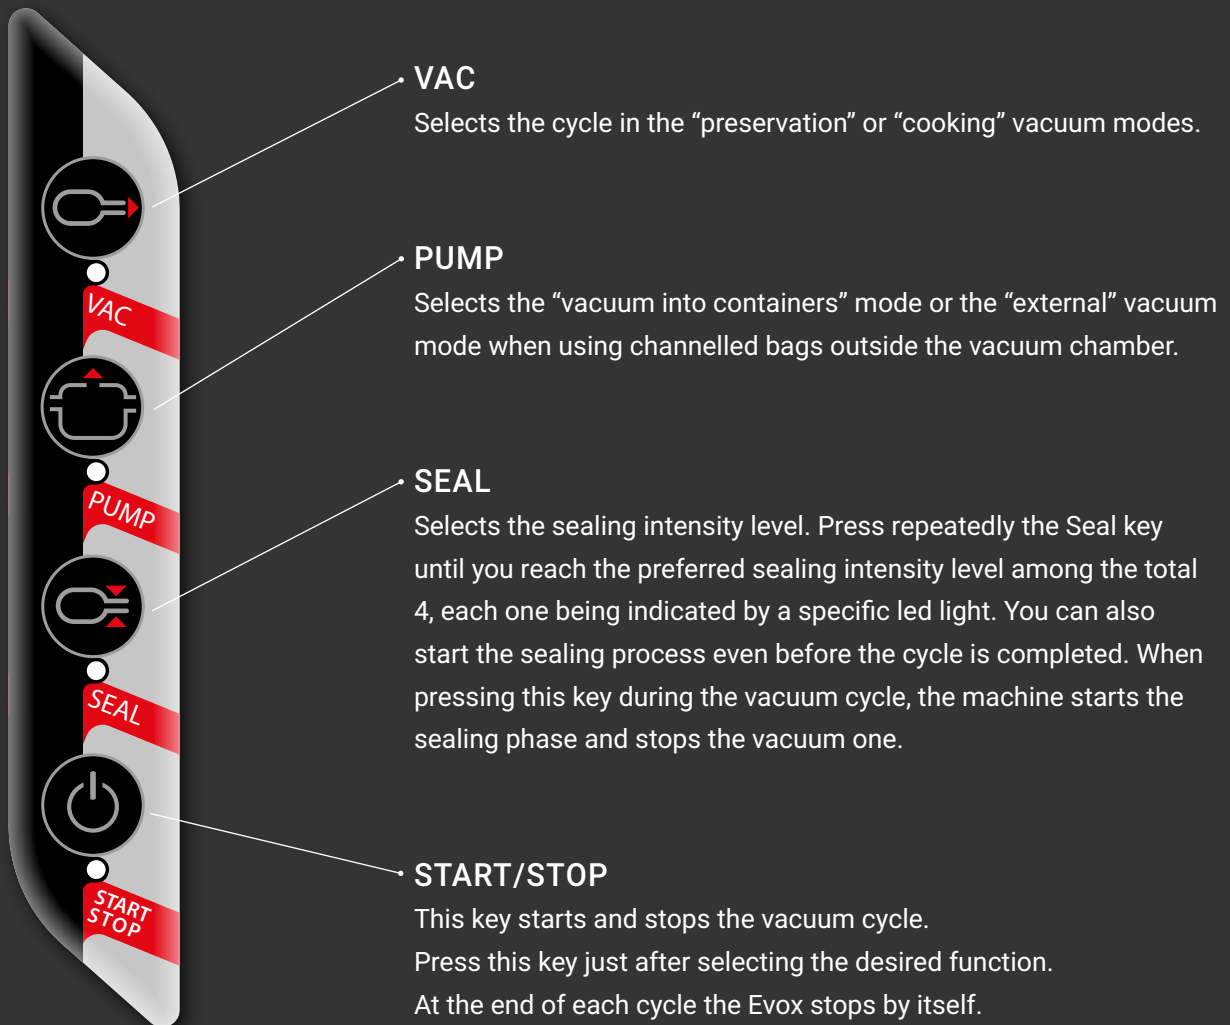 VAC
Selects the cycle in the “preservation” or “cooking” vacuum modes.
VAC
PUMP
Selects the “vacuum into containers” mode or the “external” vacuum
mode when using channelled bags outside the vacuum chamber.
PUMP
SEAL
Selects the sealing intensity level. Press repeatedly the Seal key
until you reach the preferred sealing intensity level among the total
4, each one being indicated by a specific led light. You can also
start the sealing process even before the cycle is completed. When
pressing this key during the vacuum cycle, the machine starts the
sealing phase and stops the vacuum one.
SEAL
START/STOP
This key starts and stops the vacuum cycle.
Press this key just after selecting the desired function.
At the end of each cycle the Evox stops by itself.
START
STOP